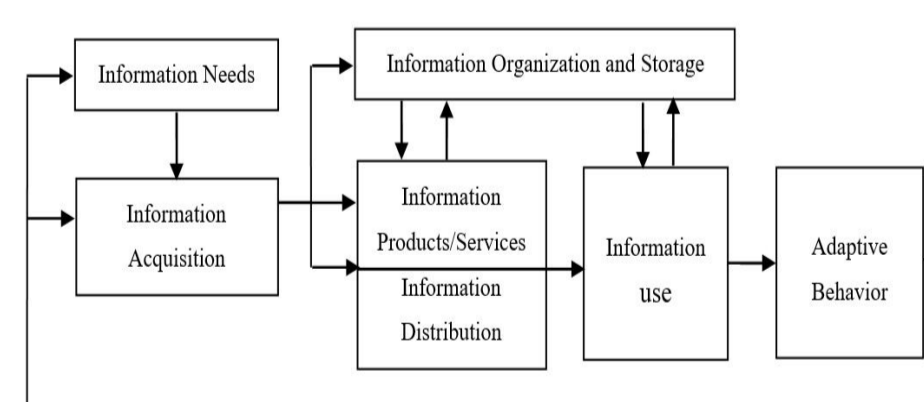 Information Needs
Information Organization and Storage
Information
Acquisition
Information
Products/Services
Information
Distribution
Information
use
Adaptive
Behavior